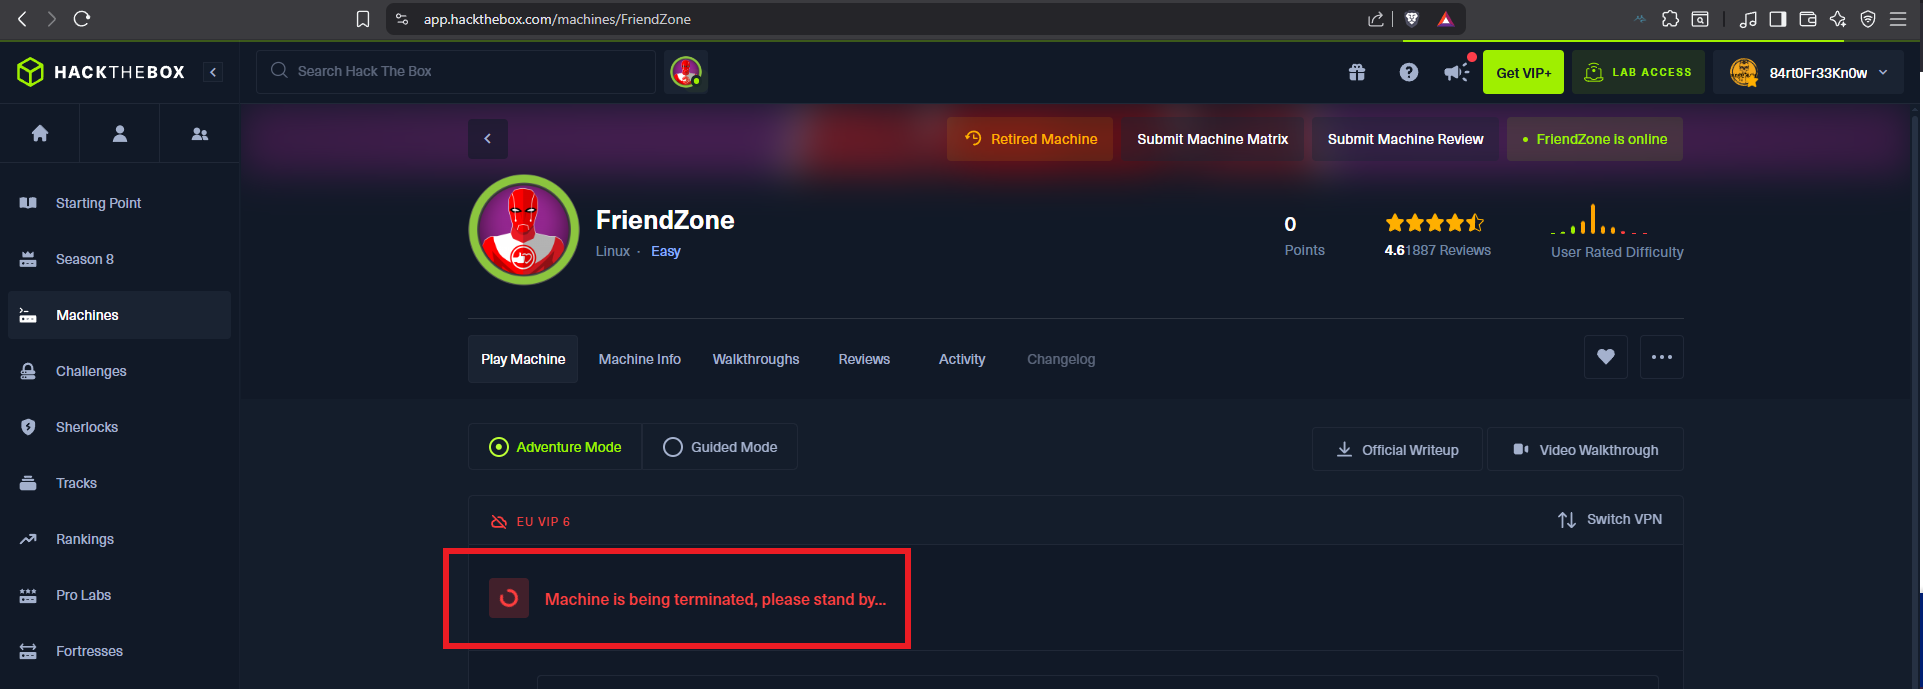 app.hackthebox.com/machines/FriendZone
HACKTHEBOX
Search Hack The Box
Get VIP+
LAB ACCESS
84rt0Fr33Kn0w
Retired Machine
Submit Machine Matrix
Submit Machine Review
FriendZone is online
Starting Point
Season 8
Machines
Challenges
Sherlocks
Tracks
Rankings
Pro Labs
Fortresses
FriendZone
Linux · Easy
0
Points
4.61887 Reviews
User Rated Difficulty
Play Machine
Machine Info
Walkthroughs
Reviews
Activity
Changelog
Adventure Mode
Guided Mode
Official Writeup
Video Walkthrough
EU VIP 6
Switch VPN
Machine is being terminated, please stand by...